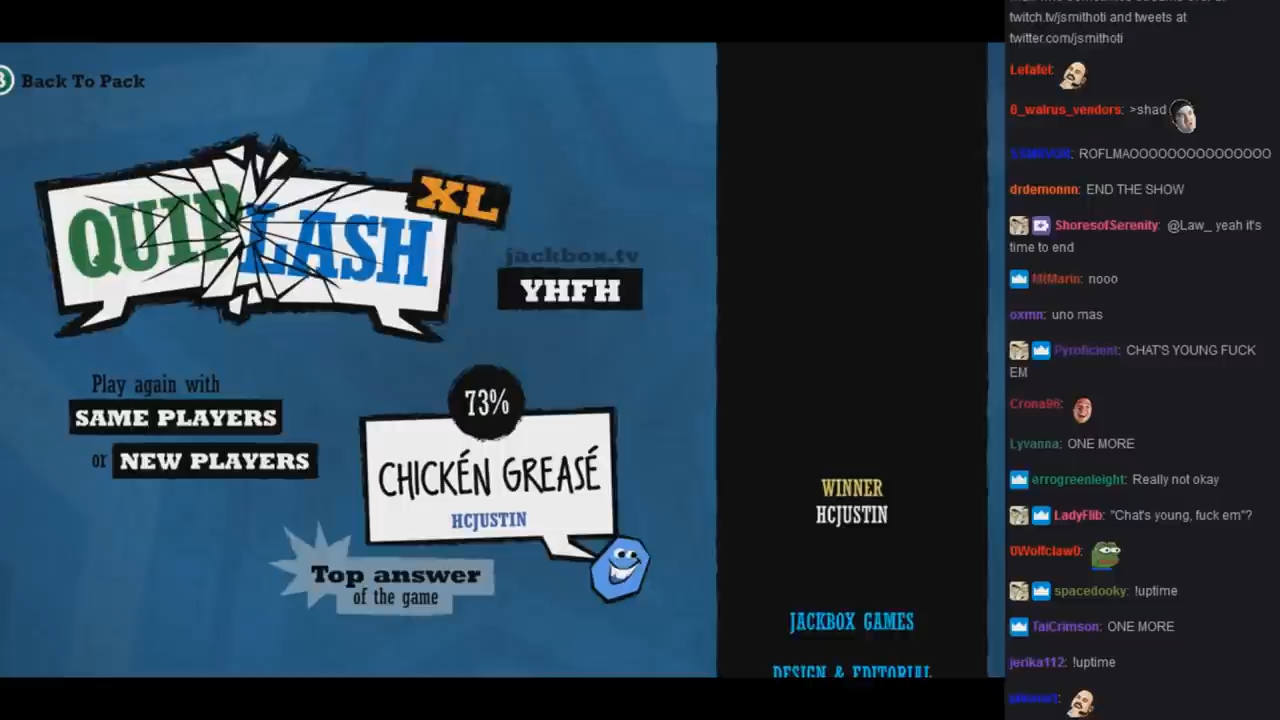 Back To Pack
QUIPLASH
XL
jackbox.tv
YHFH
Play again with
SAME PLAYERS
or NEW PLAYERS
73%
CHICKÉN GREASÉ
HCJUSTIN
Top answer
of the game
WINNER
HCJUSTIN
JACKBOX GAMES
DESIGN & EDITORIAL
twitch.tv/jsmithoti and tweets at
twitter.com/jsmithoti
Lefafet:
0_walrus_vendors: >shad
ROFLMAOOOOOOOOOOOOOOO
drdemonnn: END THE SHOW
ShoresofSerenity: @Law_ yeah it's
time to end
nooo
oxmn: uno mas
Pyroficient: CHAT'S YOUNG FUCK
EM
Crona96:
Lyvanna: ONE MORE
errogreenleight: Really not okay
LadyFlib: "Chat's young, fuck em"?
0Wolfclaw0:
spacedooky: !uptime
TaiCrimson: ONE MORE
jerika112: !uptime